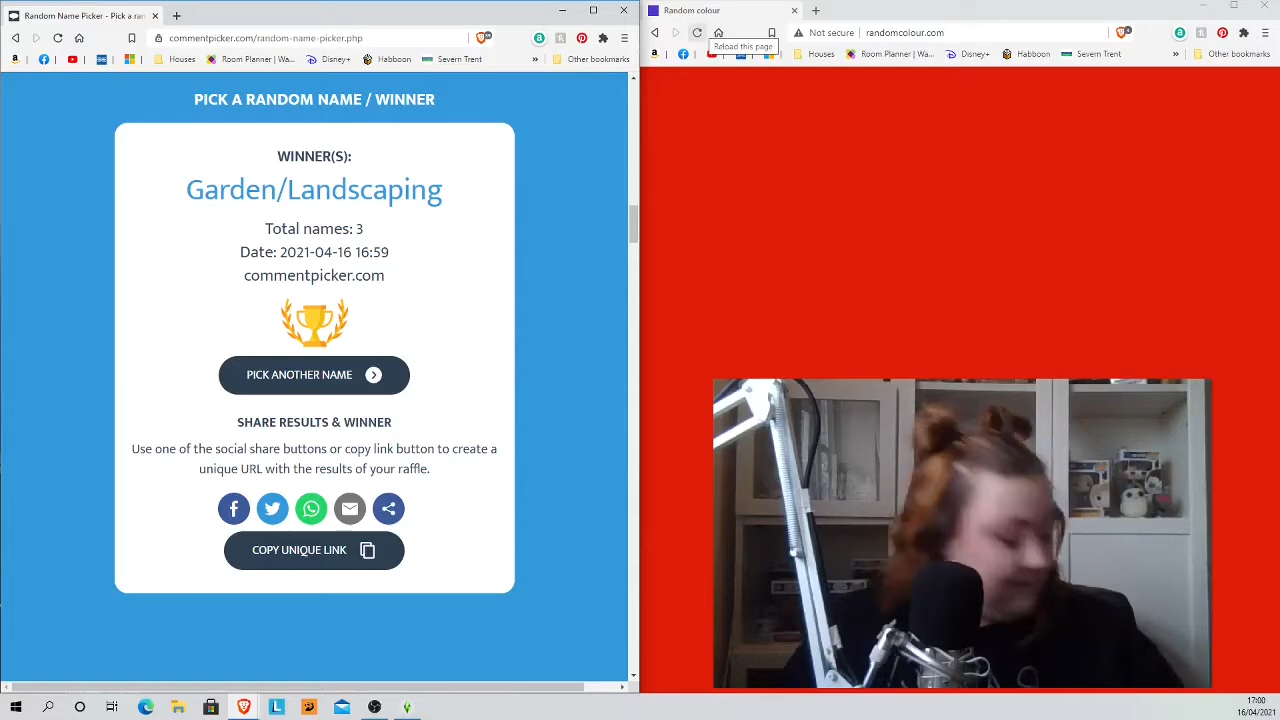 Random Name Picker - Pick a ran
commentpicker.com/random-name-picker.php
Houses
Room Planner | Wa...
Disney+
Habboon
Severn Trent
»
Other bookmarks
PICK A RANDOM NAME / WINNER
WINNER(S):
Garden/Landscaping
Total names: 3
Date: 2021-04-16 16:59
commentpicker.com
PICK ANOTHER NAME
SHARE RESULTS & WINNER
Use one of the social share buttons or copy link button to create a
unique URL with the results of your raffle.
COPY UNIQUE LINK
Random colour
Not secure | randomcolour.com
Reload this page
Houses
Room Planner | Wa...
Disney+
Habboon
Severn Trent
»
Other bookmarks
17:00
16/04/2021